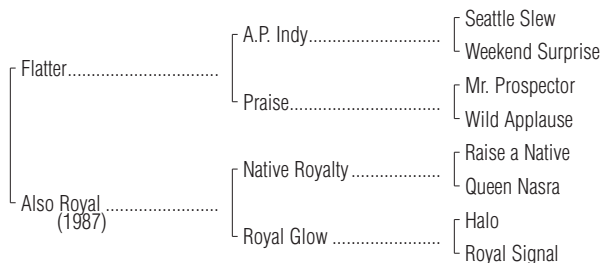 Seattle Slew
A.P. Indy..............................
Weekend Surprise
Flatter.................................
Mr. Prospector
Praise...................................
Wild Applause
Raise a Native
Native Royalty ....................
Queen Nasra
Also Royal .........................
(1987)
Halo
Royal Glow ........................
Royal Signal